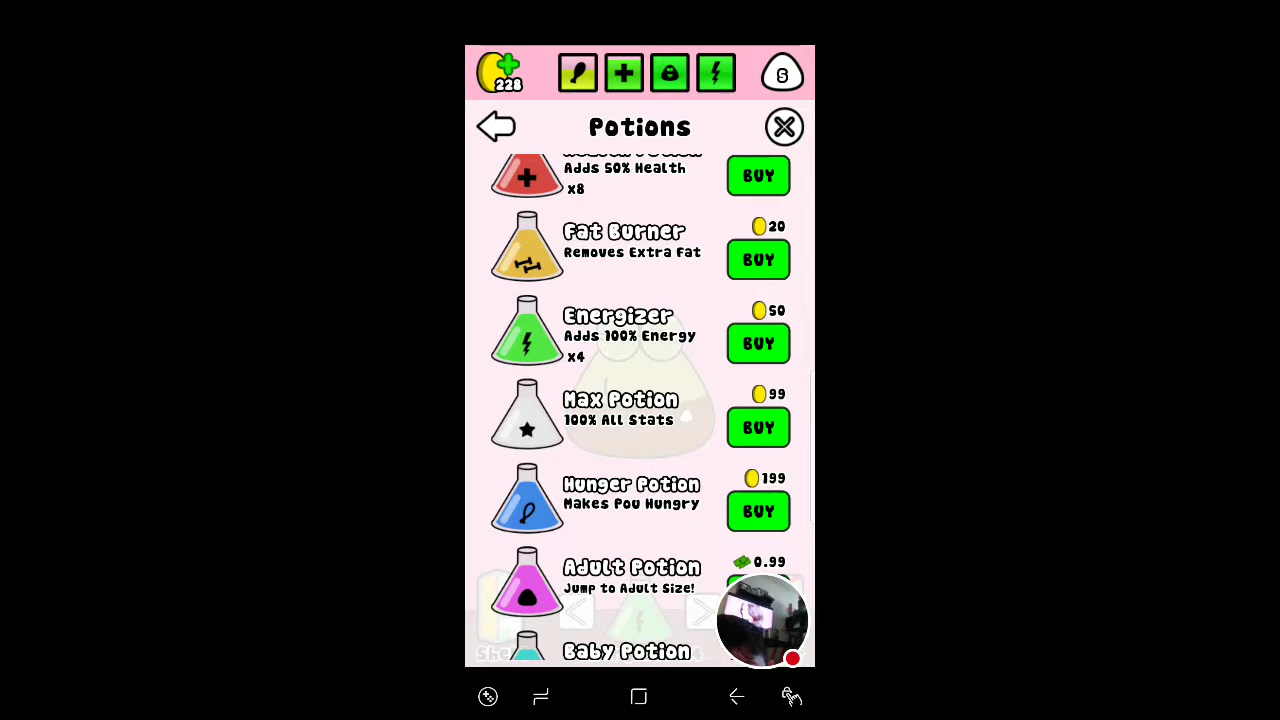 228
S
Potions
Adds 50% Health
x8
BUY
Fat Burner
Removes Extra Fat
20
BUY
Energizer
Adds 100% Energy
x4
50
BUY
Max Potion
100% All Stats
99
BUY
Hunger Potion
Makes Pou Hungry
199
BUY
Adult Potion
Jump to Adult Size!
0.99
Baby Potion